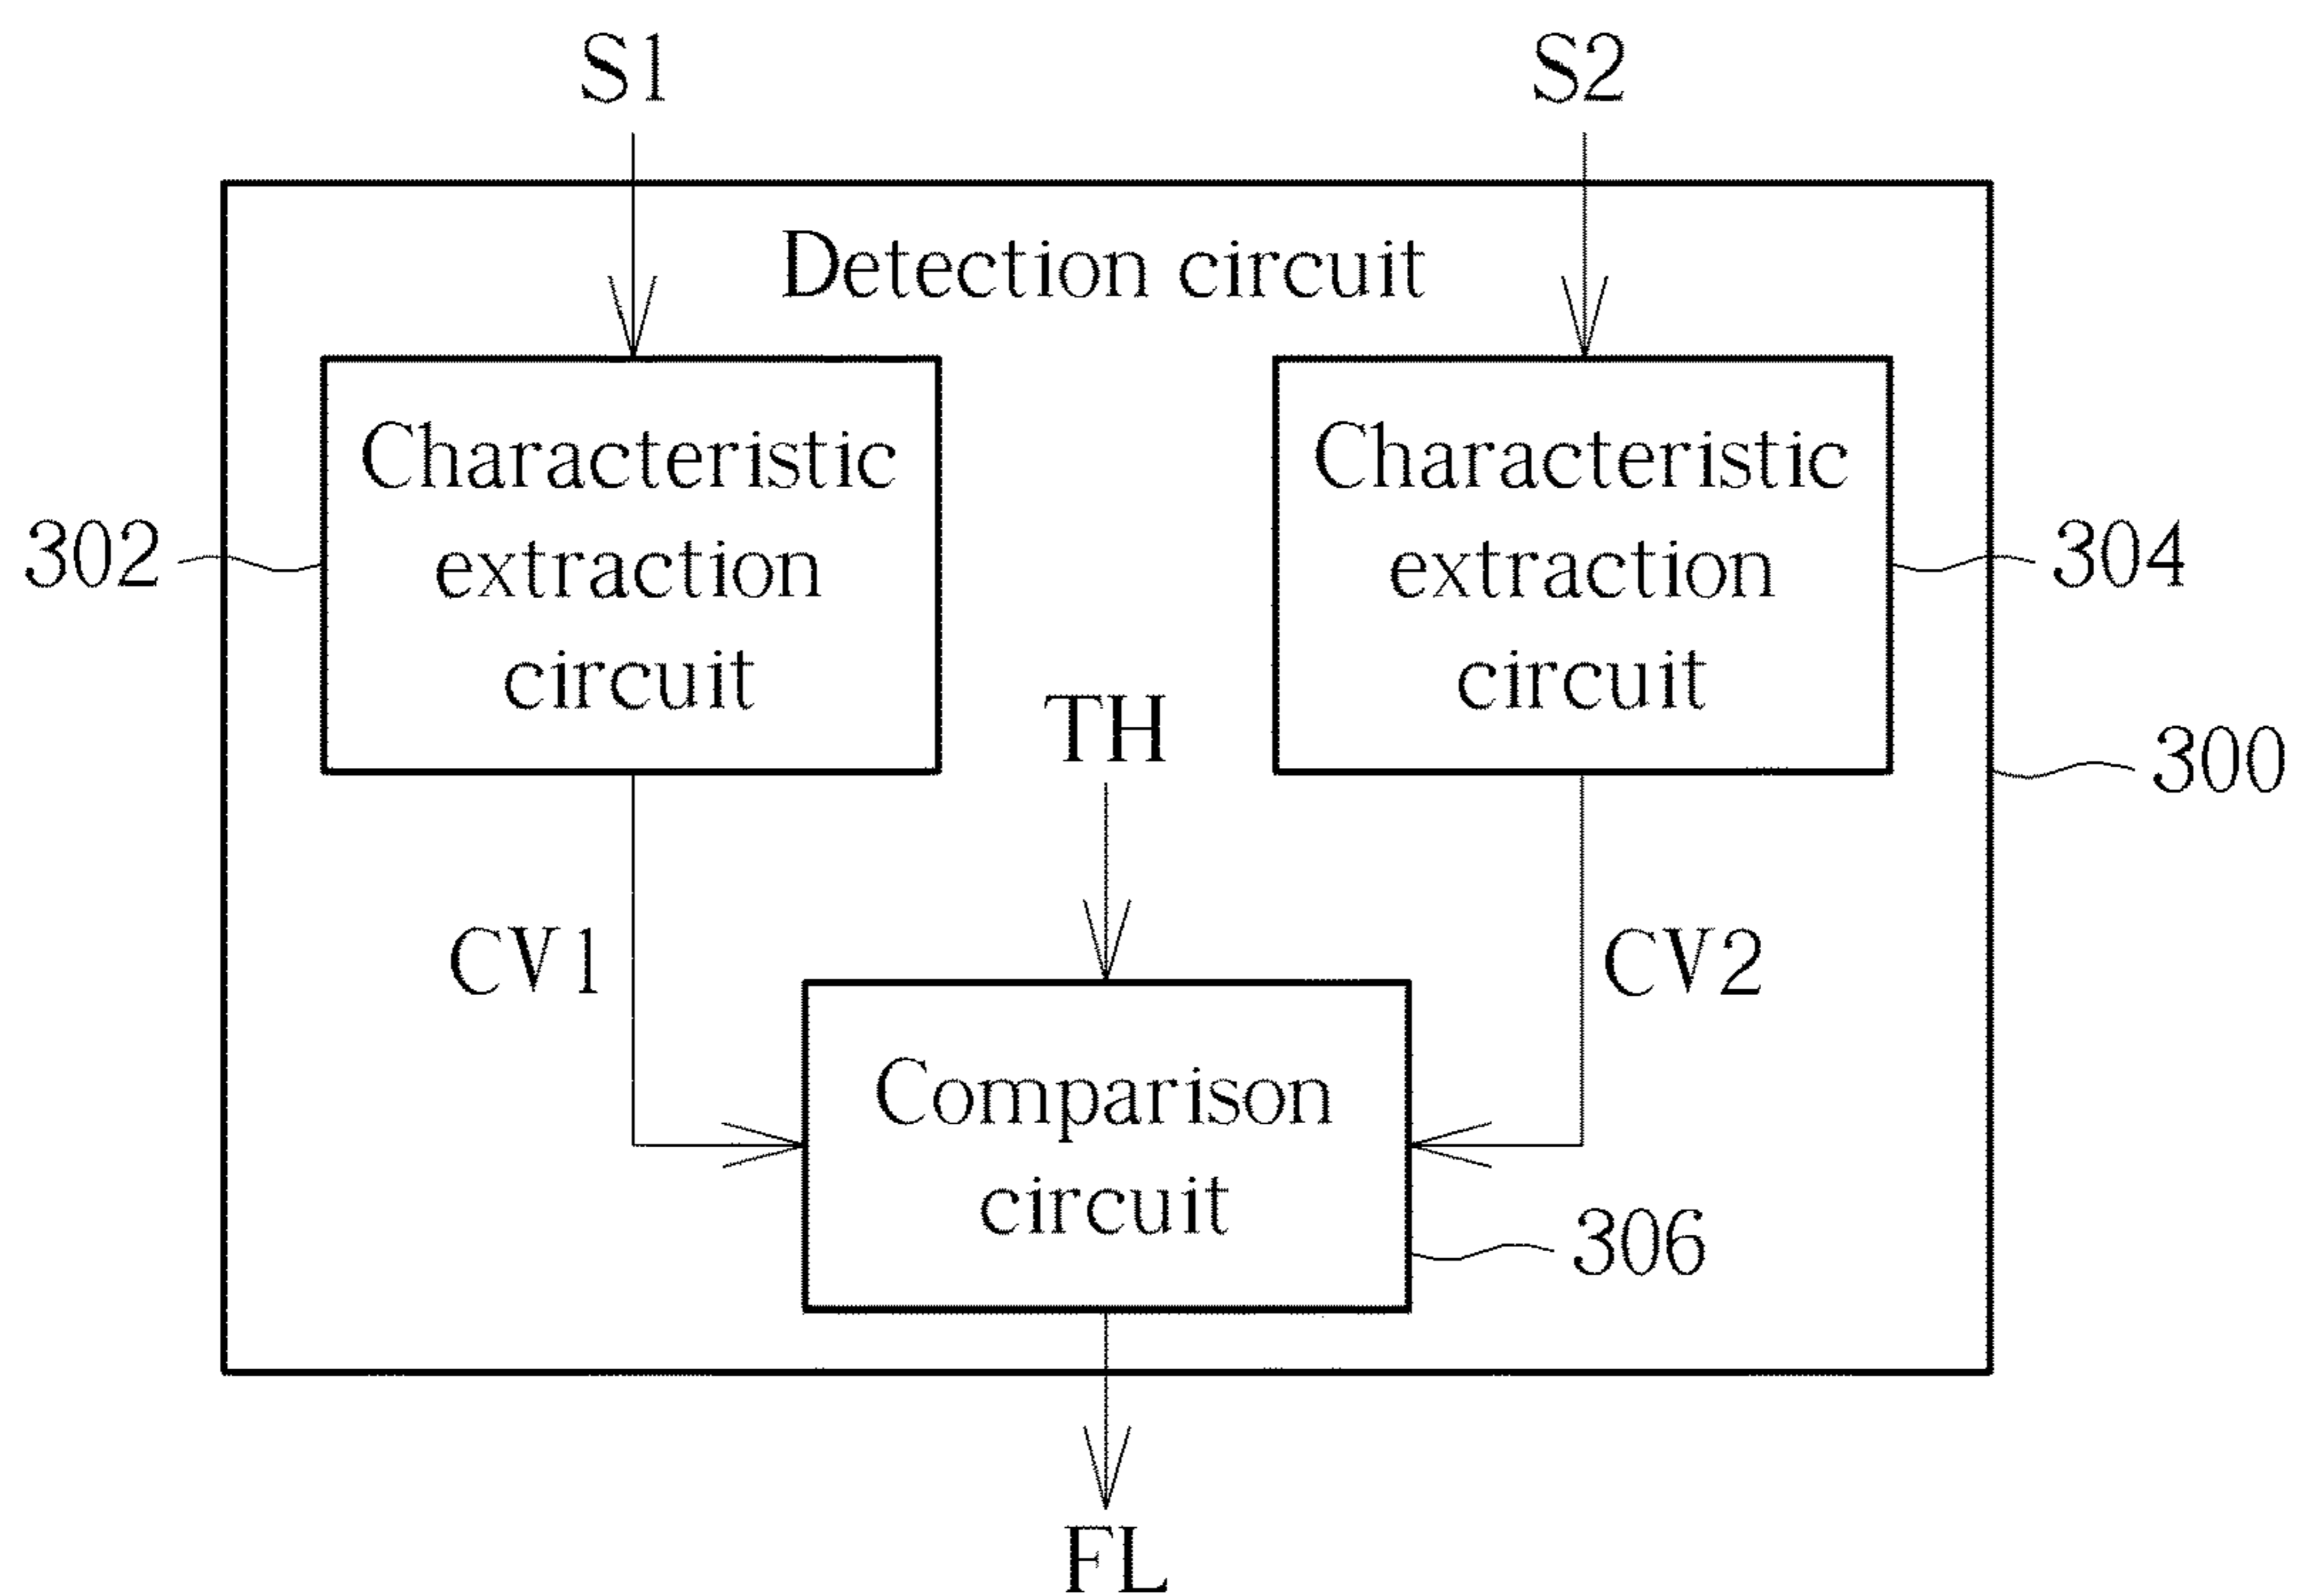 S1
S2
Detection circuit
Characteristic
extraction
circuit
Characteristic
extraction
circuit
302
304
TH
300
CV1
CV2
Comparison
circuit
306
FL